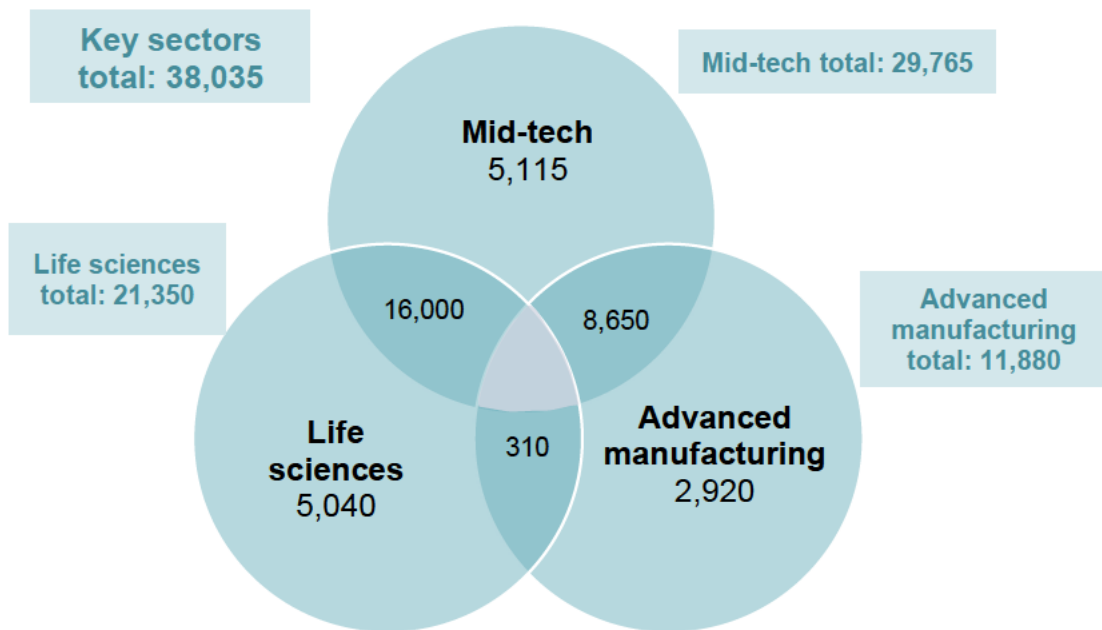 Key sectors
total: 38,035
Mid-tech total: 29,765
Mid-tech
5,115
Life sciences
total: 21,350
16,000
8,650
Advanced
manufacturing
total: 11,880
Life
sciences
5,040
310
Advanced
manufacturing
2,920